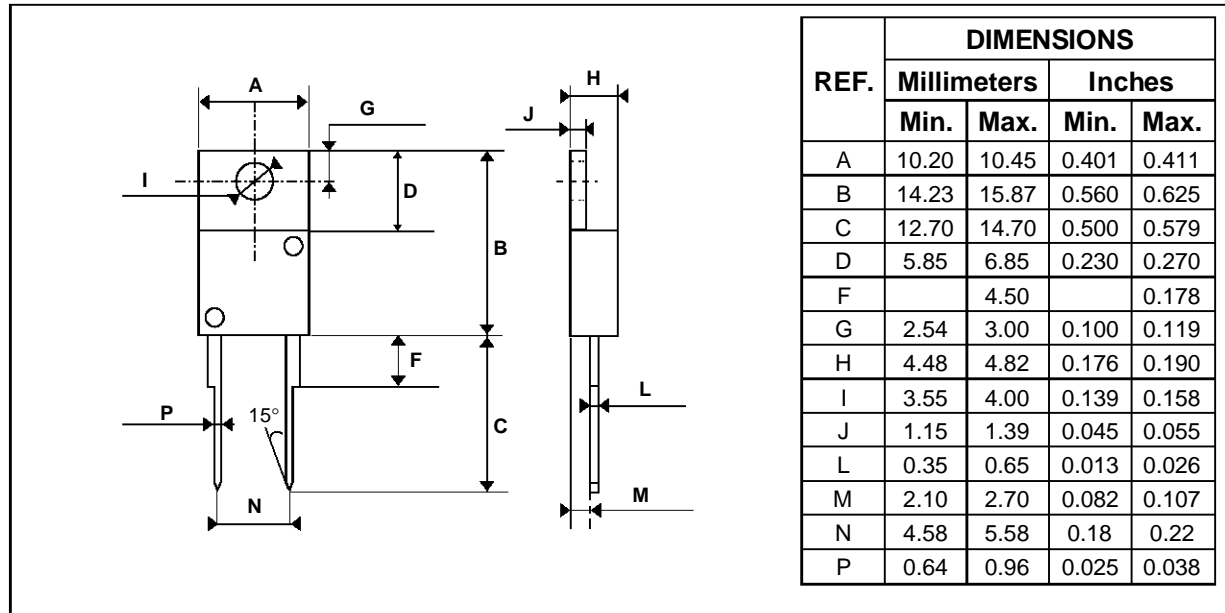 A
G
I
D
B
F
P
15°
C
N
H
J
L
M
REF.
DIMENSIONS
Millimeters Inches
Min. Max. Min. Max.
A 10.20 10.45 0.401 0.411
B 14.23 15.87 0.560 0.625
C 12.70 14.70 0.500 0.579
D 5.85 6.85 0.230 0.270
F 4.50 0.178
G 2.54 3.00 0.100 0.119
H 4.48 4.82 0.176 0.190
I 3.55 4.00 0.139 0.158
J 1.15 1.39 0.045 0.055
L 0.35 0.65 0.013 0.026
M 2.10 2.70 0.082 0.107
N 4.58 5.58 0.18 0.22
P 0.64 0.96 0.025 0.038